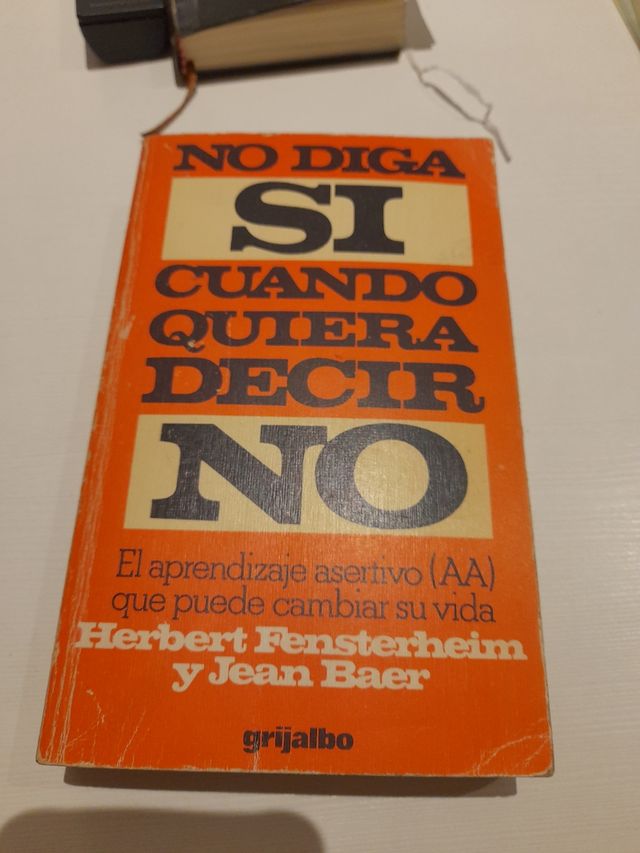 NO DIGA
SI
CUANDO
QUIERA
DECIR
NO
El aprendizaje asertivo (AA)
que puede cambiar su vida
Herbert Fensterheim
y Jean Baer
grijalbo